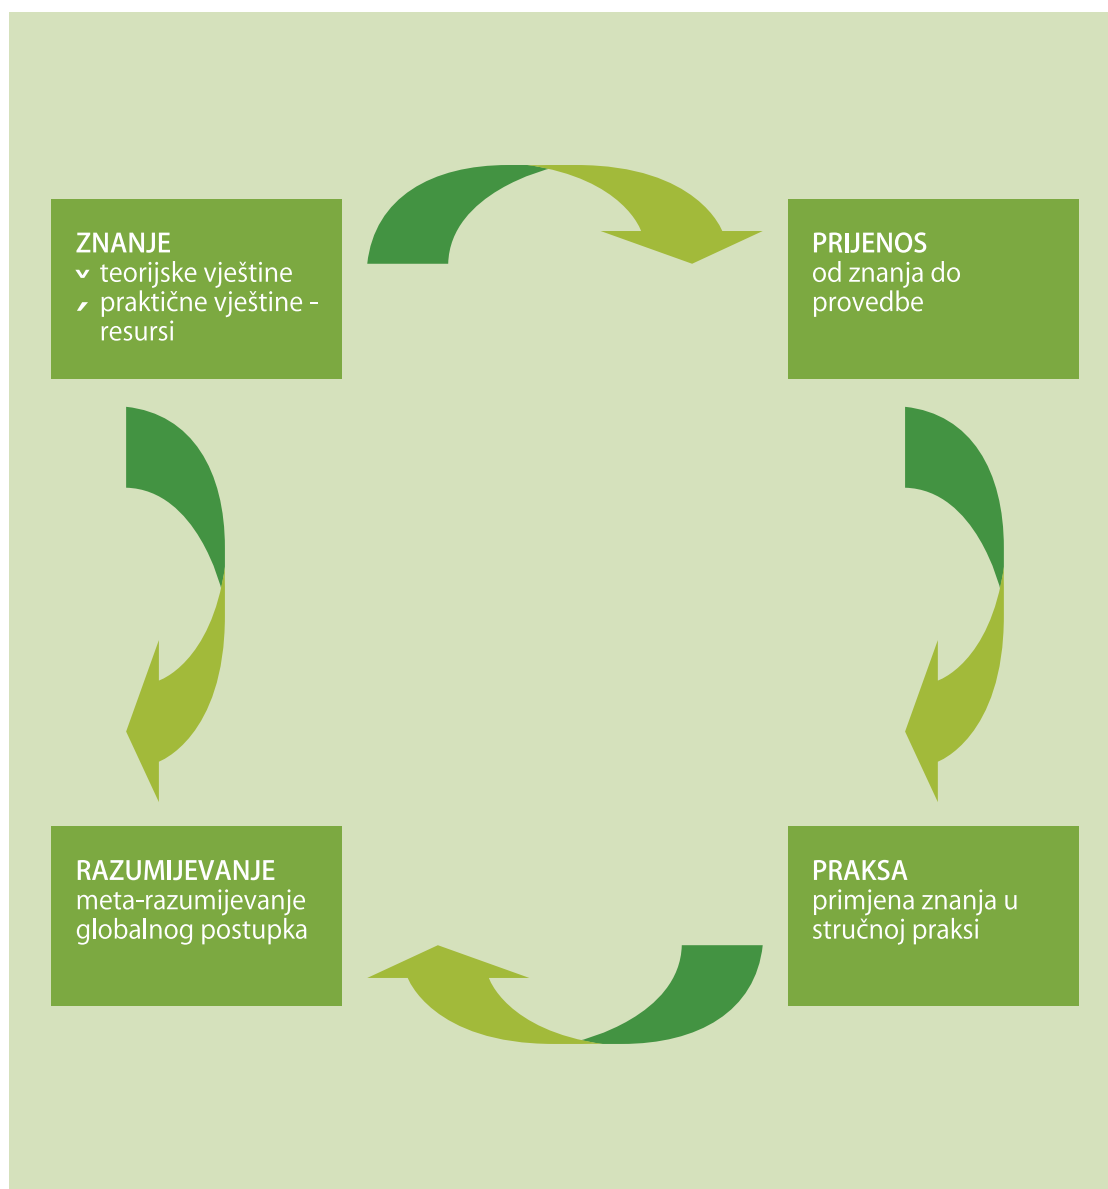 ZNANJE
teorijske vještine
praktične vještine -
resursi
PRIJENOS
od znanja do
provedbe
RAZUMIJEVANJE
meta-razumijevanje
globalnog postupka
PRAKSA
primjena znanja u
stručnoj praksi